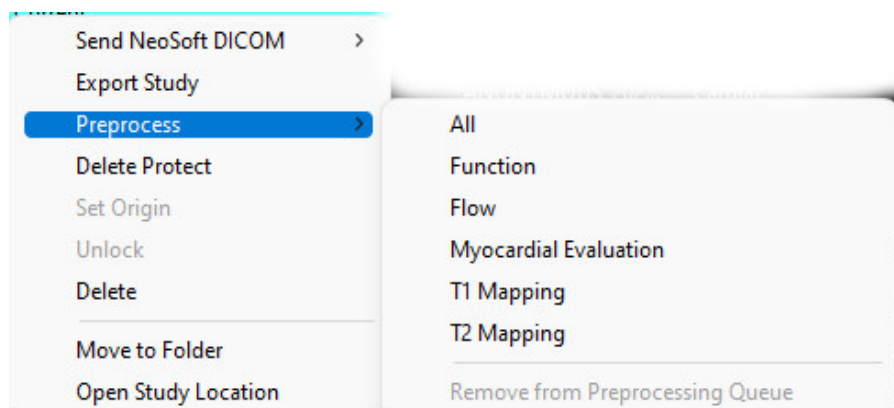 Send NeoSoft DICOM >
Export Study
Preprocess >
Delete Protect
Set Origin
Unlock
Delete
Move to Folder
Open Study Location
All
Function
Flow
Myocardial Evaluation
T1 Mapping
T2 Mapping
Remove from Preprocessing Queue